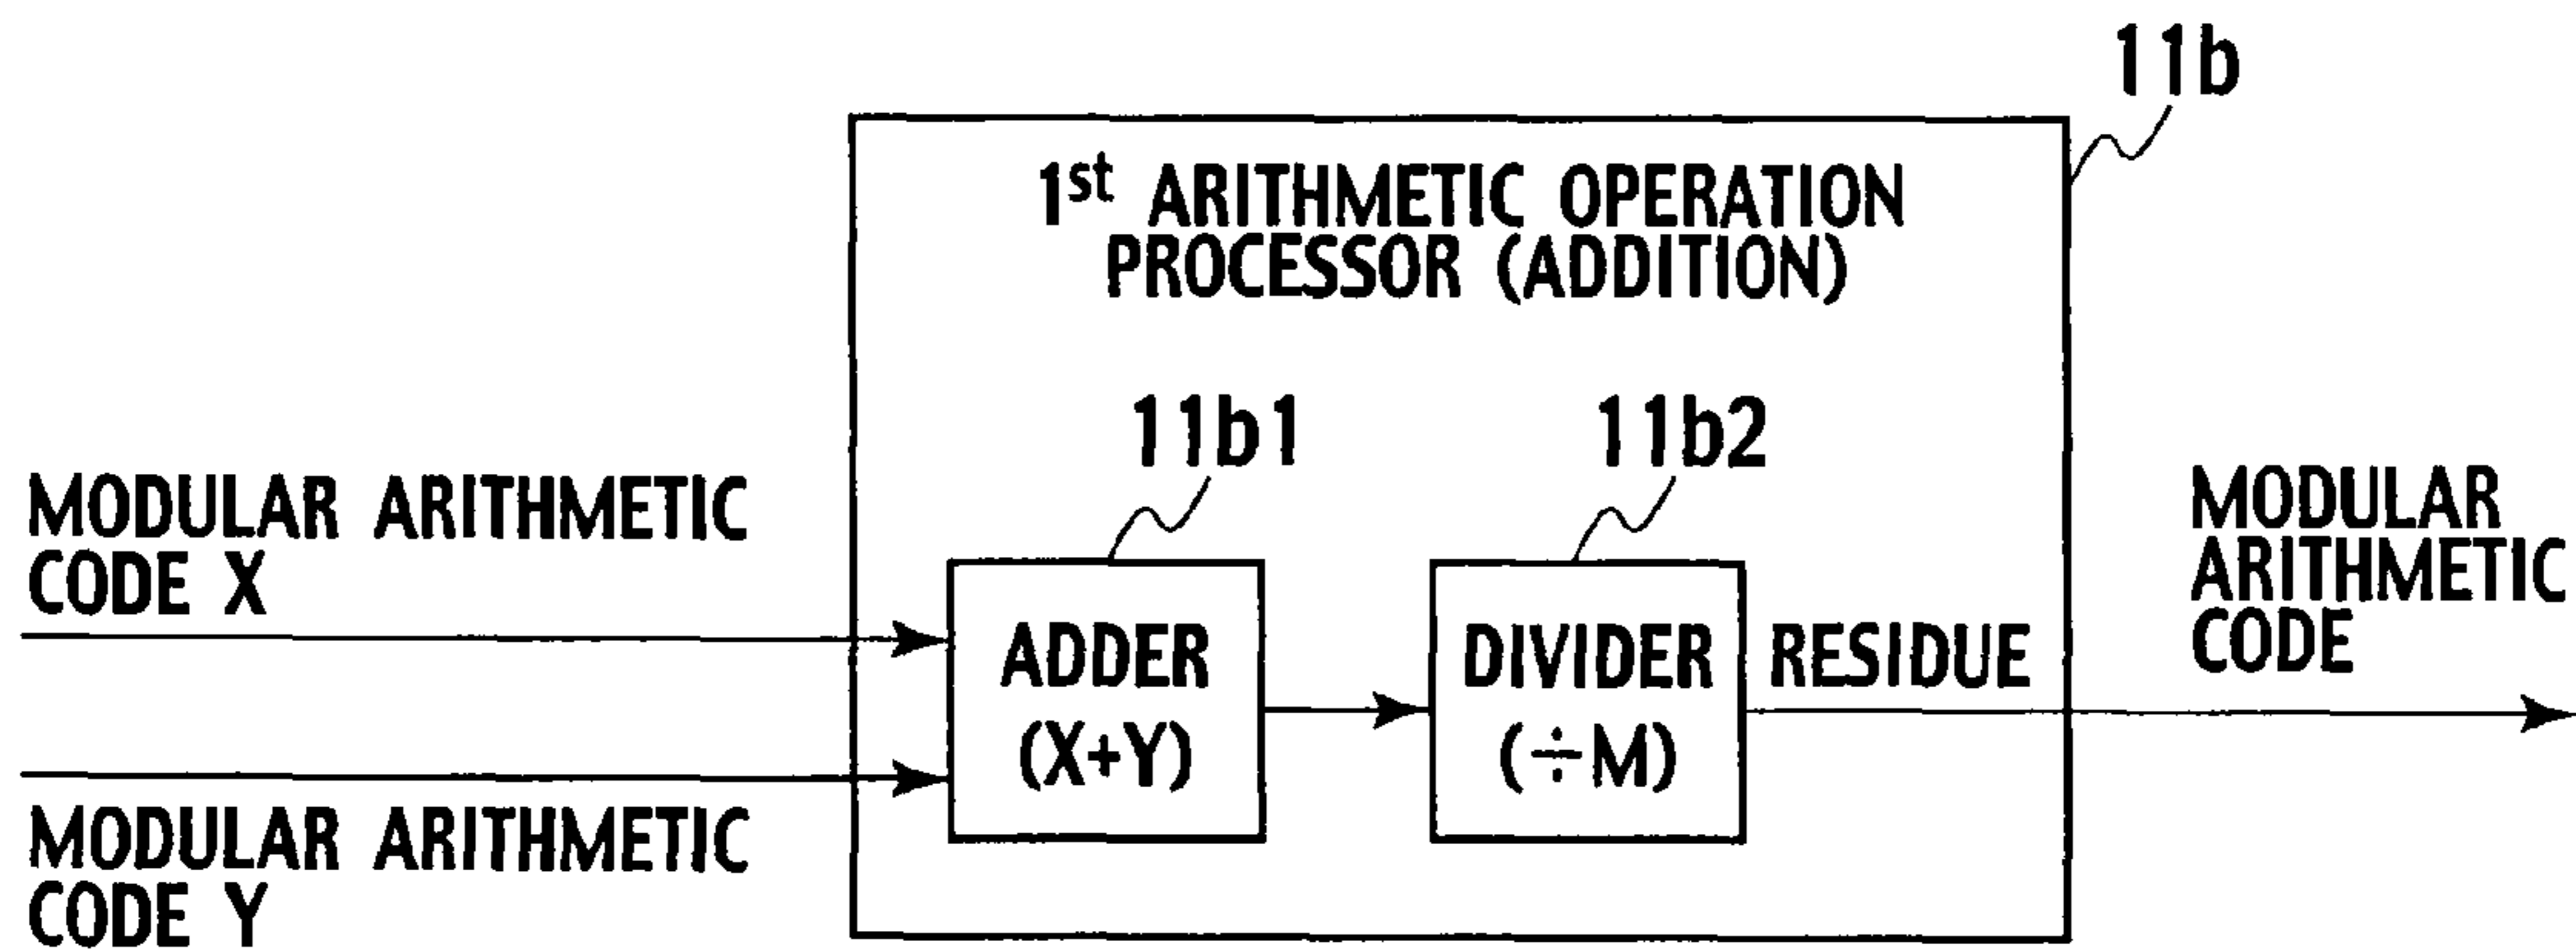 11b
1st ARITHMETIC OPERATION
PROCESSOR (ADDITION)
11b1
11b2
MODULAR ARITHMETIC
CODE X
MODULAR
ARITHMETIC
CODE
ADDER
(X+Y)
DIVIDER
(÷M)
RESIDUE
MODULAR ARITHMETIC
CODE Y